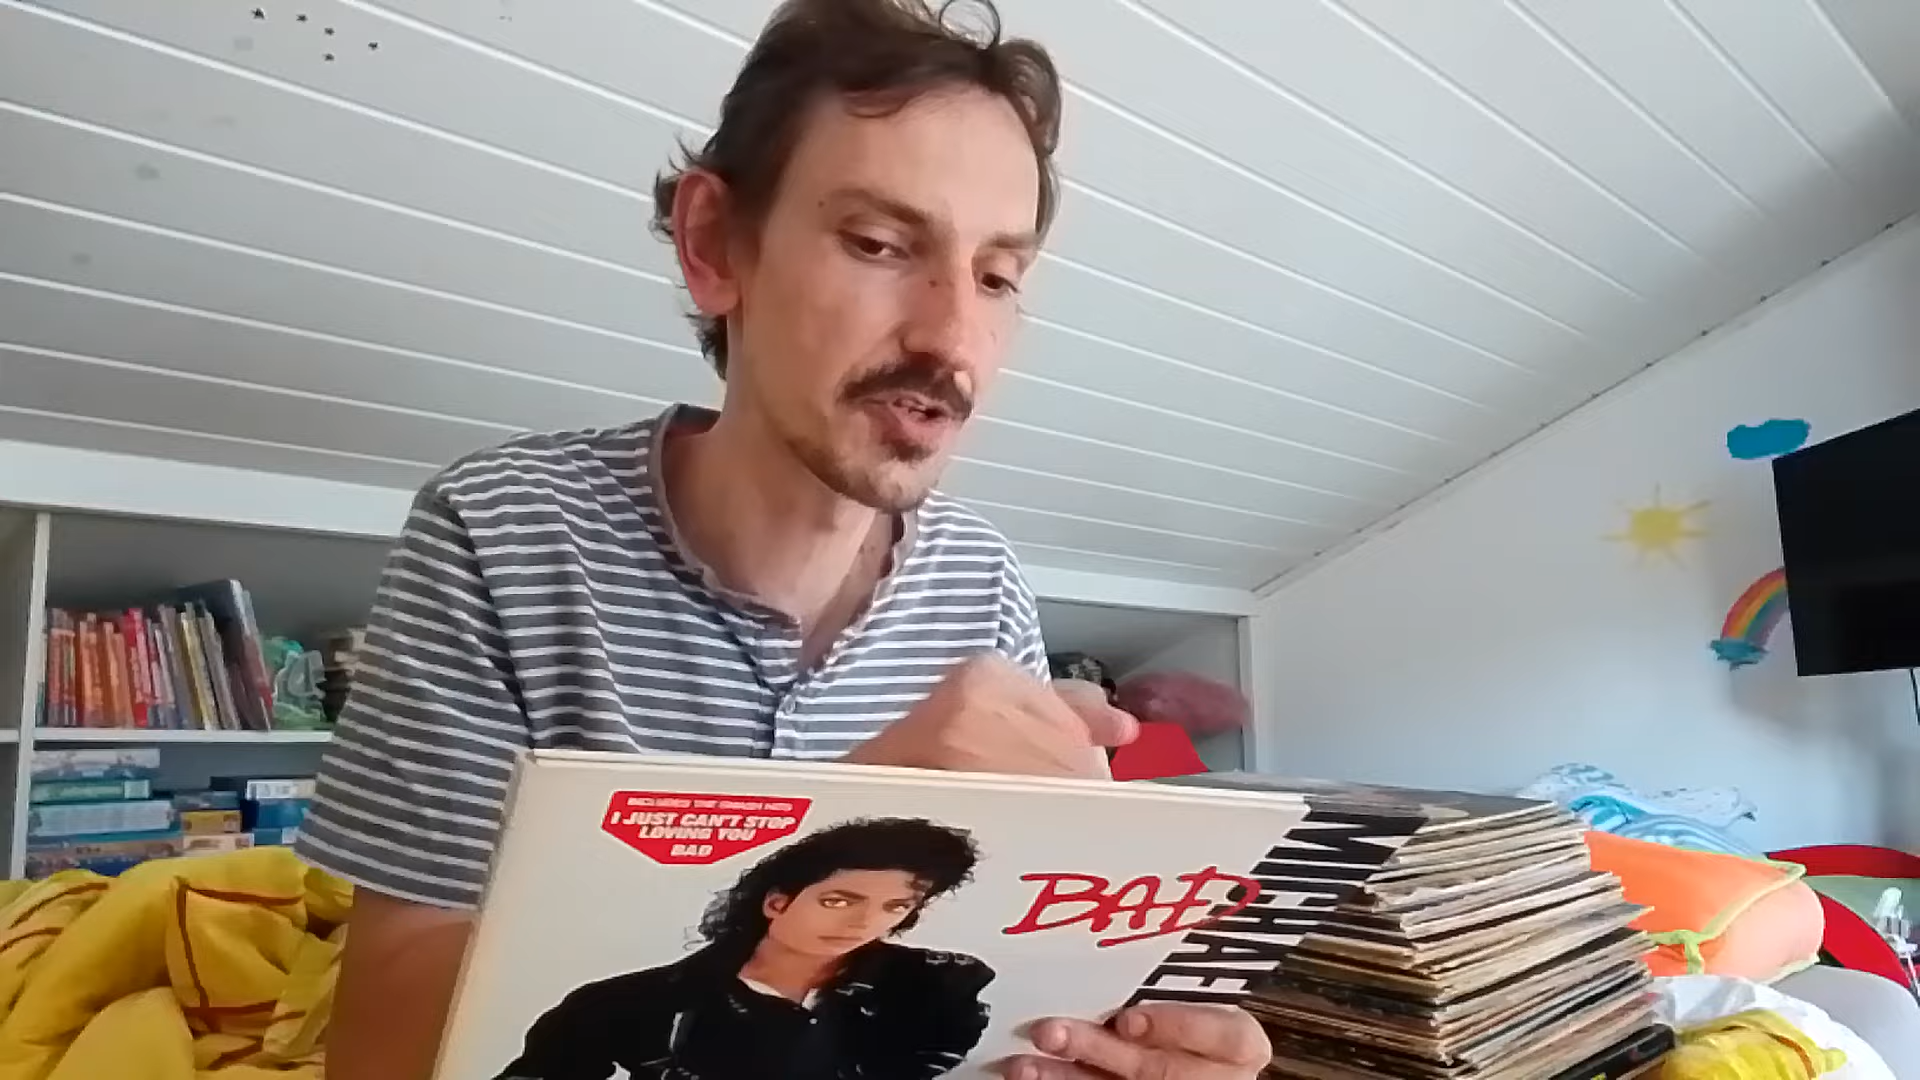 INCLUDES THE SMASH HITS
I JUST CAN'T STOP
LOVING YOU
BAD
BAD
MICHAEL